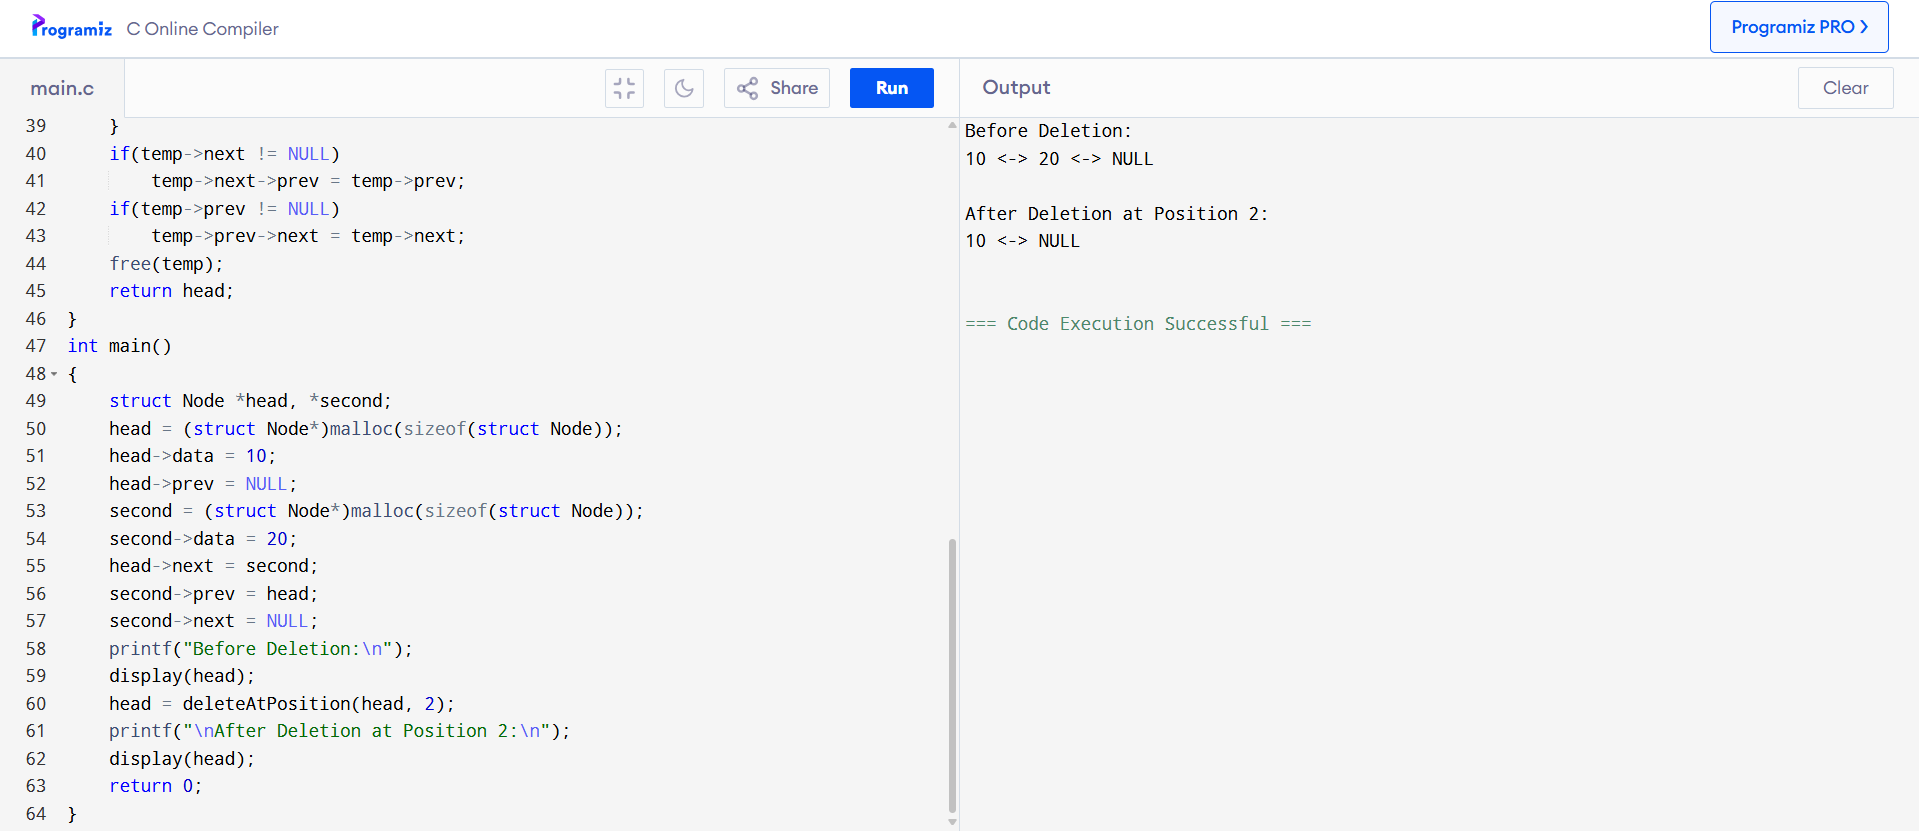 Programiz C Online Compiler
Programiz PRO >
main.c
Share
Run
Output
Clear
39     }
40     if(temp->next != NULL)
41         temp->next->prev = temp->prev;
42     if(temp->prev != NULL)
43         temp->prev->next = temp->next;
44     free(temp);
45     return head;
46 }
47 int main()
48 {
49     struct Node *head, *second;
50     head = (struct Node*)malloc(sizeof(struct Node));
51     head->data = 10;
52     head->prev = NULL;
53     second = (struct Node*)malloc(sizeof(struct Node));
54     second->data = 20;
55     head->next = second;
56     second->prev = head;
57     second->next = NULL;
58     printf("Before Deletion:\n");
59     display(head);
60     head = deleteAtPosition(head, 2);
61     printf("\nAfter Deletion at Position 2:\n");
62     display(head);
63     return 0;
64 }
Before Deletion:
10 <-> 20 <-> NULL
After Deletion at Position 2:
10 <-> NULL
=== Code Execution Successful ===